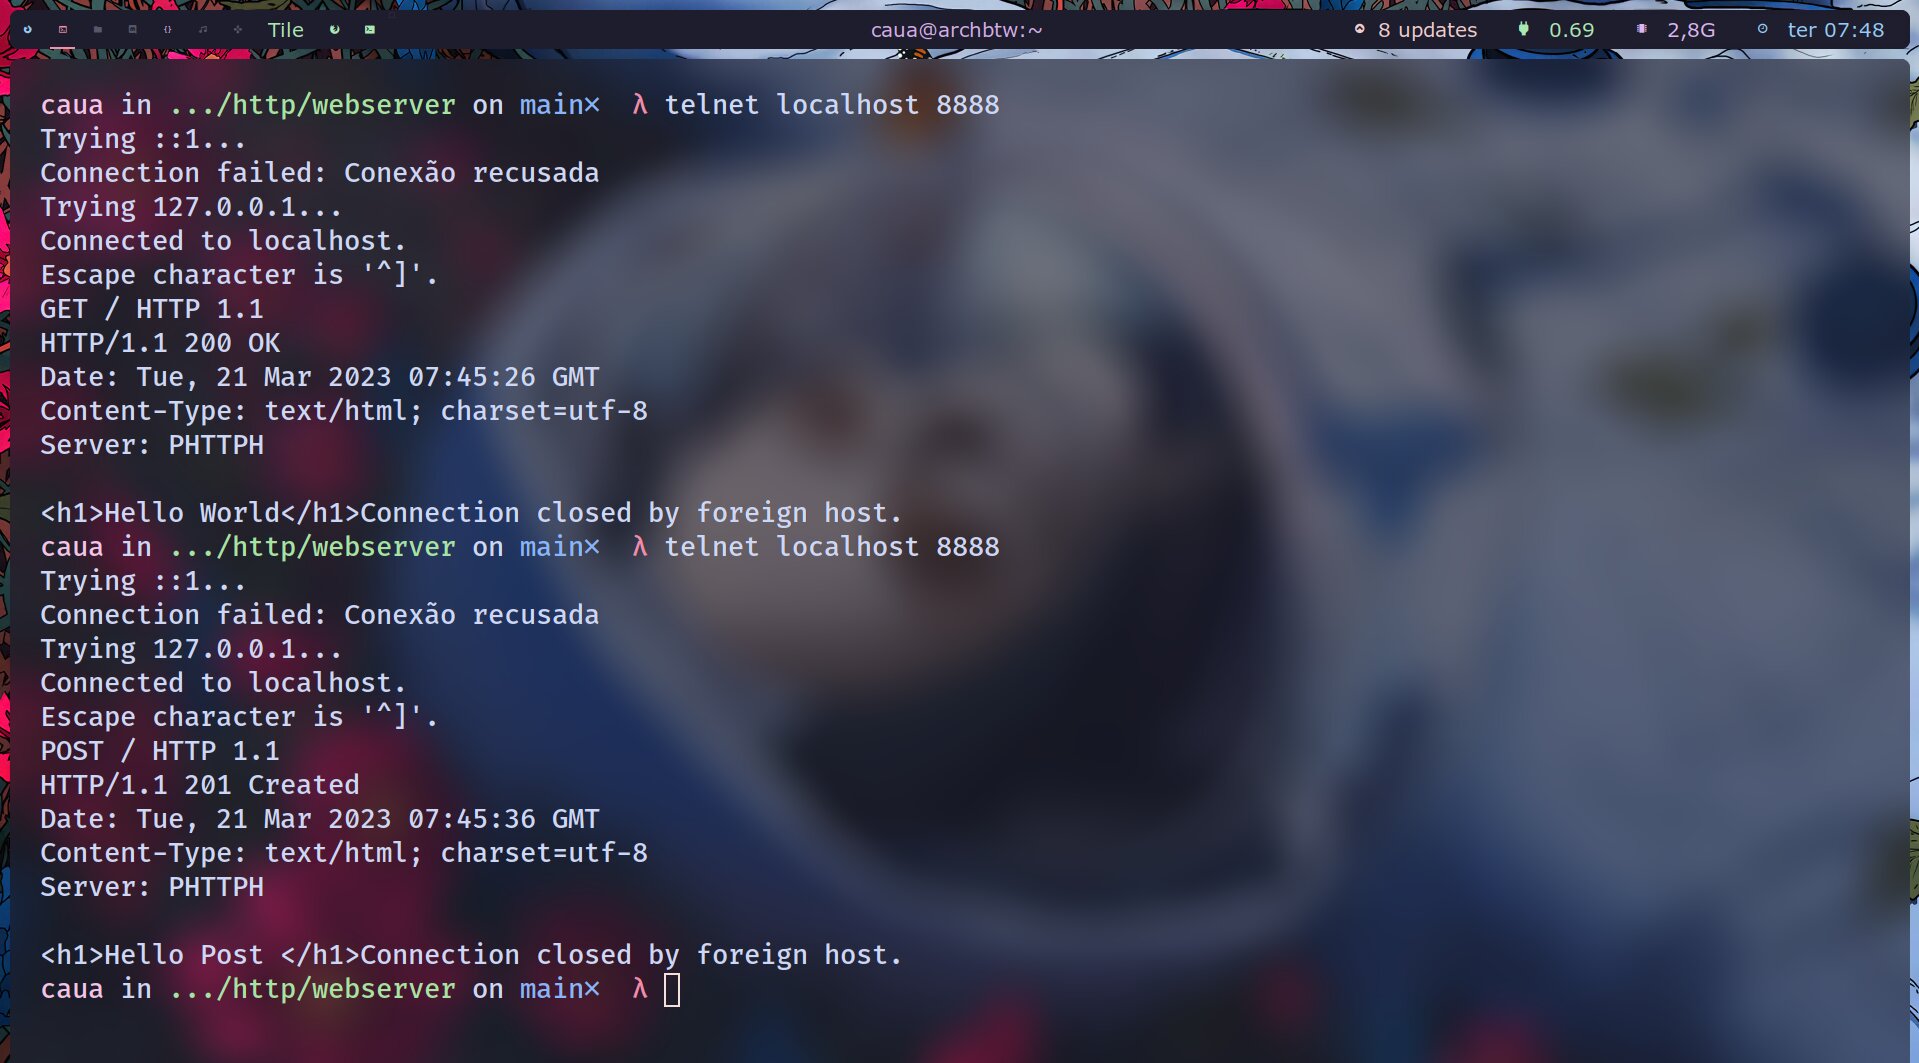 Tile
caua@archbtw:~
8 updates
0.69
2,8G
ter 07:48
caua in .../http/webserver on main× λ telnet localhost 8888
Trying ::1...
Connection failed: Conexão recusada
Trying 127.0.0.1...
Connected to localhost.
Escape character is '^]'.
GET / HTTP 1.1
HTTP/1.1 200 OK
Date: Tue, 21 Mar 2023 07:45:26 GMT
Content-Type: text/html; charset=utf-8
Server: PHTTPH

<h1>Hello World</h1>Connection closed by foreign host.
caua in .../http/webserver on main× λ telnet localhost 8888
Trying ::1...
Connection failed: Conexão recusada
Trying 127.0.0.1...
Connected to localhost.
Escape character is '^]'.
POST / HTTP 1.1
HTTP/1.1 201 Created
Date: Tue, 21 Mar 2023 07:45:36 GMT
Content-Type: text/html; charset=utf-8
Server: PHTTPH

<h1>Hello Post </h1>Connection closed by foreign host.
caua in .../http/webserver on main× λ